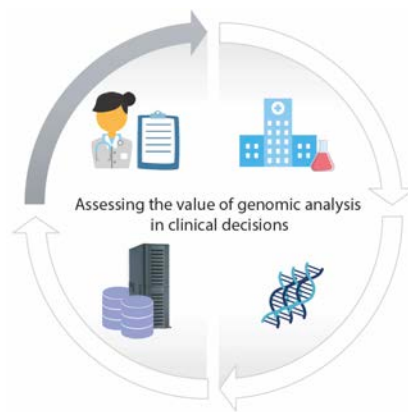 Assessing the value of genomic analysis
in clinical decisions